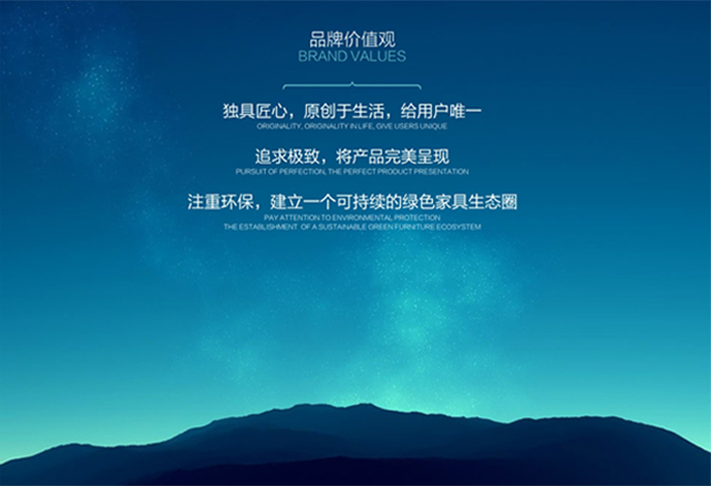 品牌价值观
BRAND VALUES
独具匠心，原创于生活，给用户唯一
ORIGINALITY, ORIGINALITY IN LIFE, GIVE USERS UNIQUE
追求极致，将产品完美呈现
PURSUIT OF PERFECTION, THE PERFECT PRODUCT PRESENTATION
注重环保，建立一个可持续的绿色家具生态圈
PAY ATTENTION TO ENVIRONMENTAL PROTECTION
THE ESTABLISHMENT OF A SUSTAINABLE GREEN FURNITURE ECOSYSTEM